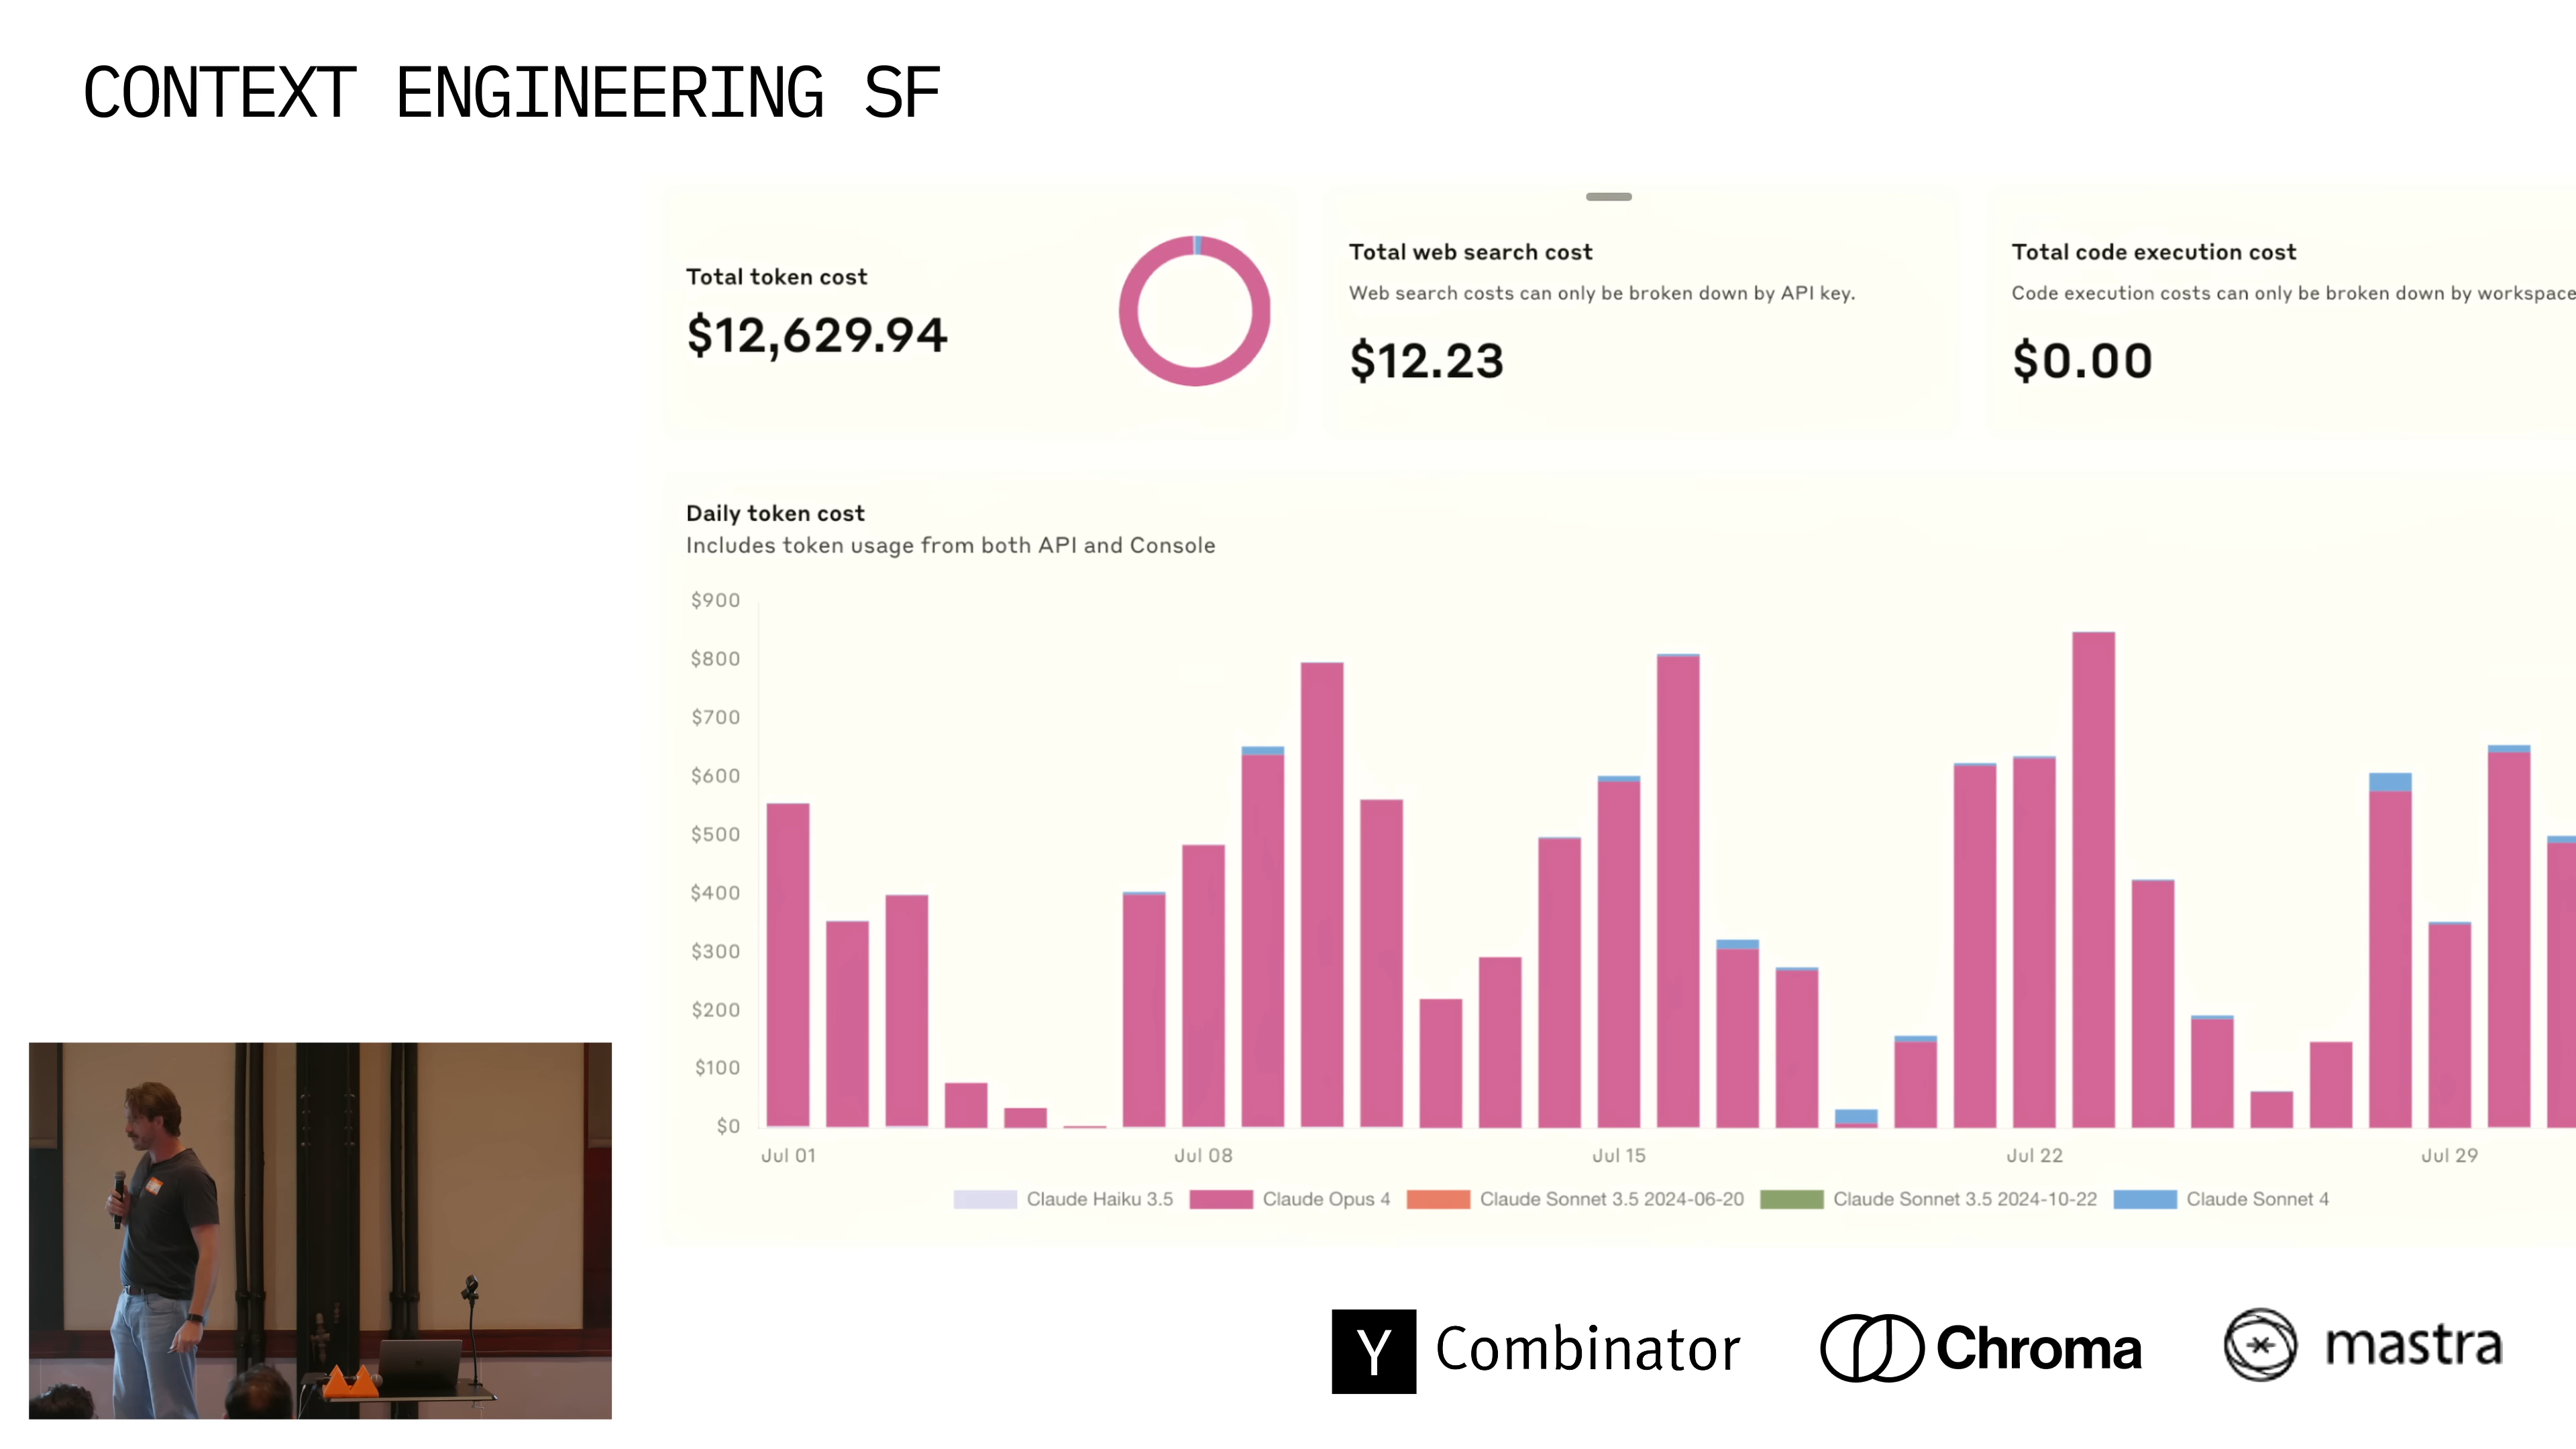 CONTEXT ENGINEERING SF
Total token cost
$12,629.94
Total web search cost
Web search costs can only be broken down by API key.
$12.23
Total code execution cost
Code execution costs can only be broken down by workspace
$0.00
Daily token cost
Includes token usage from both API and Console
$900
$800
$700
$600
$500
$400
$300
$200
$100
$0
Jul 01 Jul 08 Jul 15 Jul 22 Jul 29
Claude Haiku 3.5 Claude Opus 4 Claude Sonnet 3.5 2024-06-20 Claude Sonnet 3.5 2024-10-22 Claude Sonnet 4
Y Combinator Chroma mastra